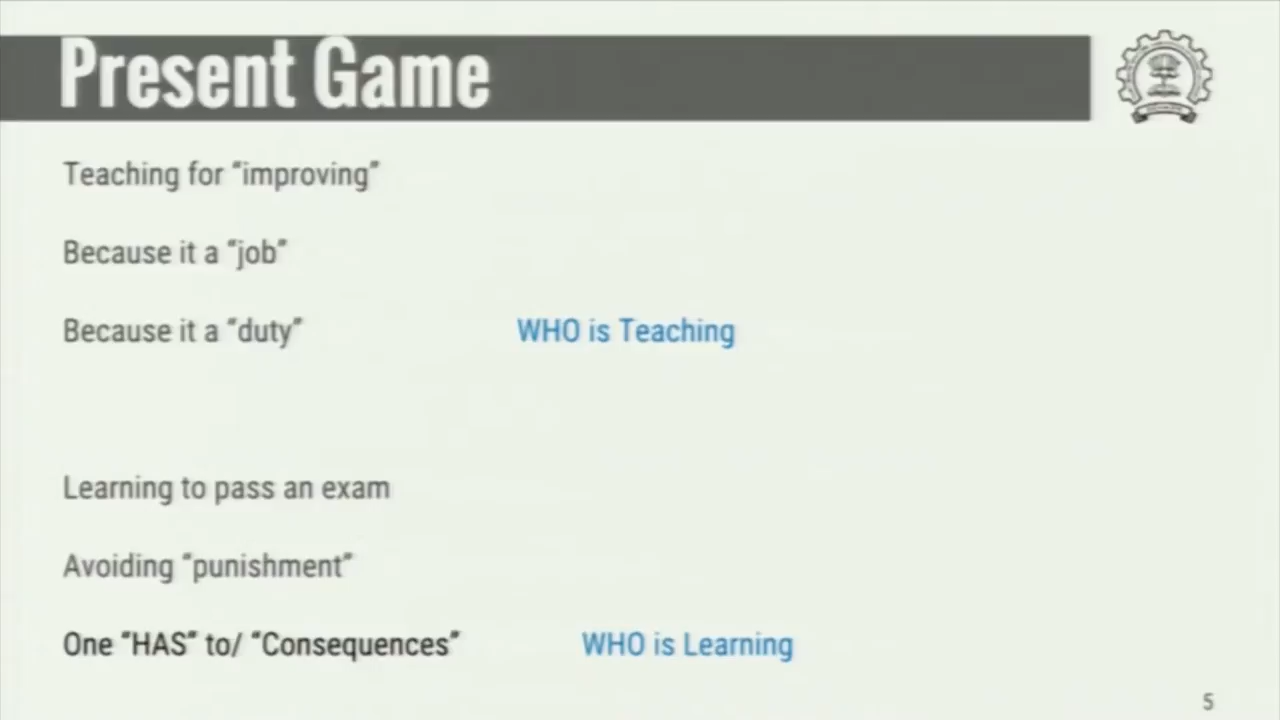 Present Game
Teaching for “improving”
Because it a “job”
Because it a “duty”
WHO is Teaching
Learning to pass an exam
Avoiding “punishment”
One “HAS” to/ “Consequences”
WHO is Learning
5